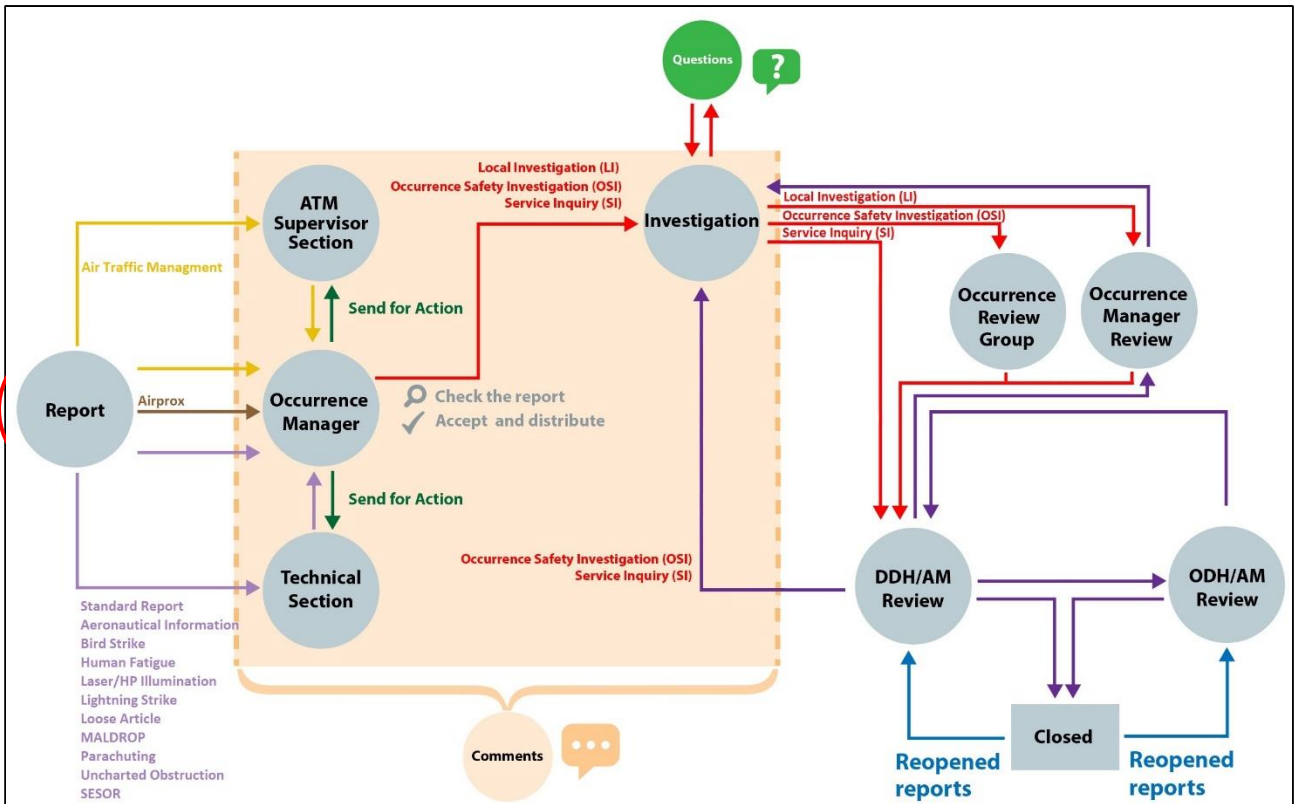 Questions
?
Local Investigation (LI)
Occurrence Safety Investigation (OSI)
Service Inquiry (SI)
ATM
Supervisor
Section
Investigation
Local Investigation (LI)
Occurrence Safety Investigation (OSI)
Service Inquiry (SI)
Air Traffic Managment
Send for Action
Occurrence
Review
Group
Occurrence
Manager
Review
Report
Airprox
Occurrence
Manager
Check the report
Accept and distribute
Send for Action
Technical
Section
Occurrence Safety Investigation (OSI)
Service Inquiry (SI)
DDH/AM
Review
ODH/AM
Review
Standard Report
Aeronautical Information
Bird Strike
Human Fatigue
Laser/HP Illumination
Lightning Strike
Loose Article
MALDROP
Parachuting
Uncharted Obstruction
SESOR
Comments
Closed
Reopened
reports
Reopened
reports